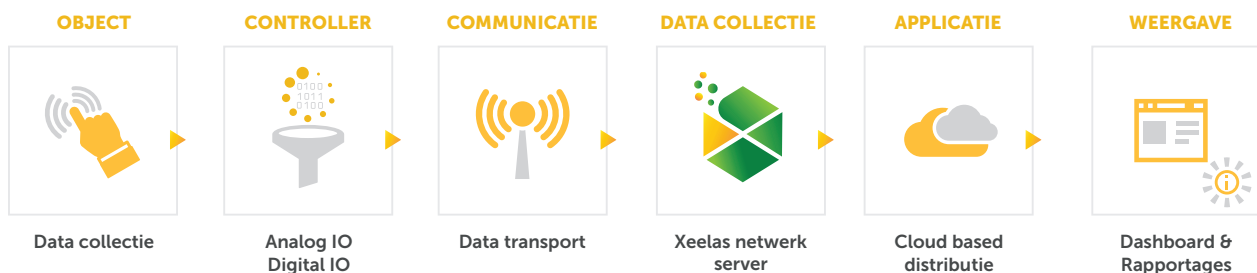 OBJECT
CONTROLLER
COMMUNICATIE
DATA COLLECTIE
APPLICATIE
WEERGAVE
0100
1011
0100
i
Data collectie
Analog IO
Digital IO
Data transport
Xeelas netwerk
server
Cloud based
distributie
Dashboard &
Rapportages